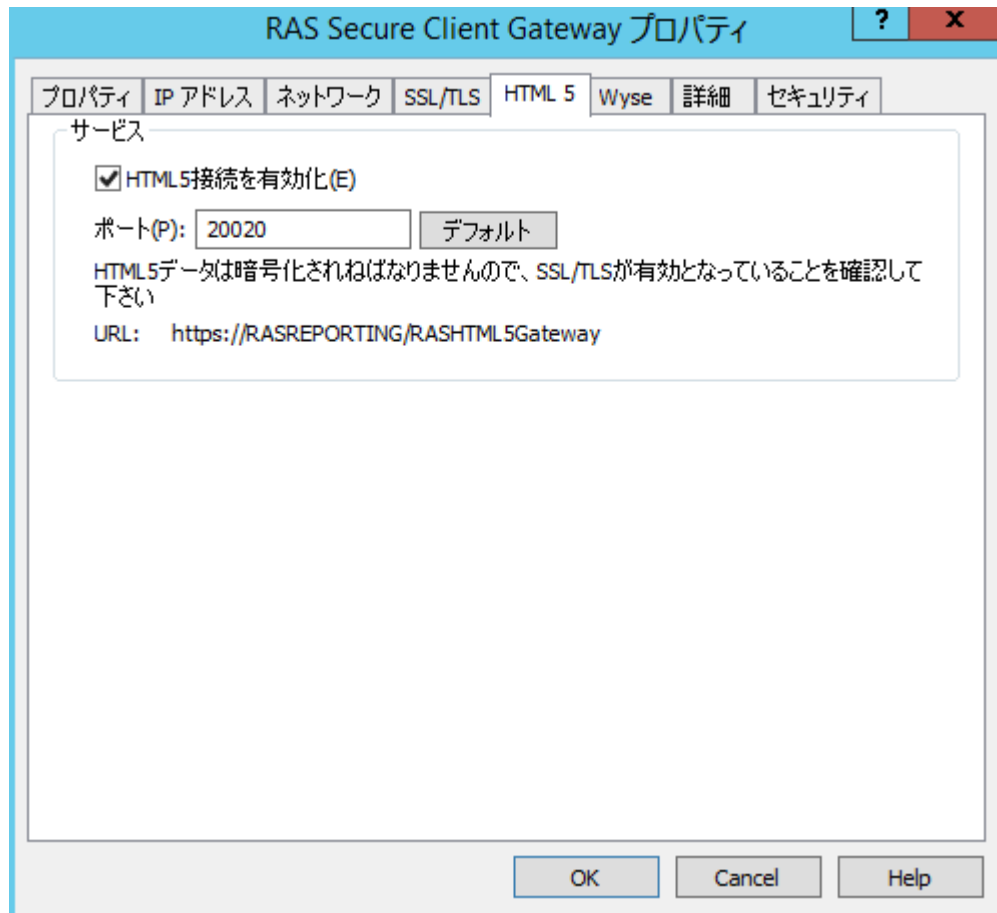 RAS Secure Client Gateway プロパティ
? x
プロパティ IP アドレス ネットワーク SSL/TLS HTML 5 Wyse 詳細 セキュリティ
サービス
HTML5接続を有効化(E)
ポート(P): 20020 デフォルト
HTML5データは暗号化されねばなりませんので、SSL/TLSが有効となっていることを確認して
下さい
URL: https://RASREPORTING/RASHTML5Gateway
OK Cancel Help